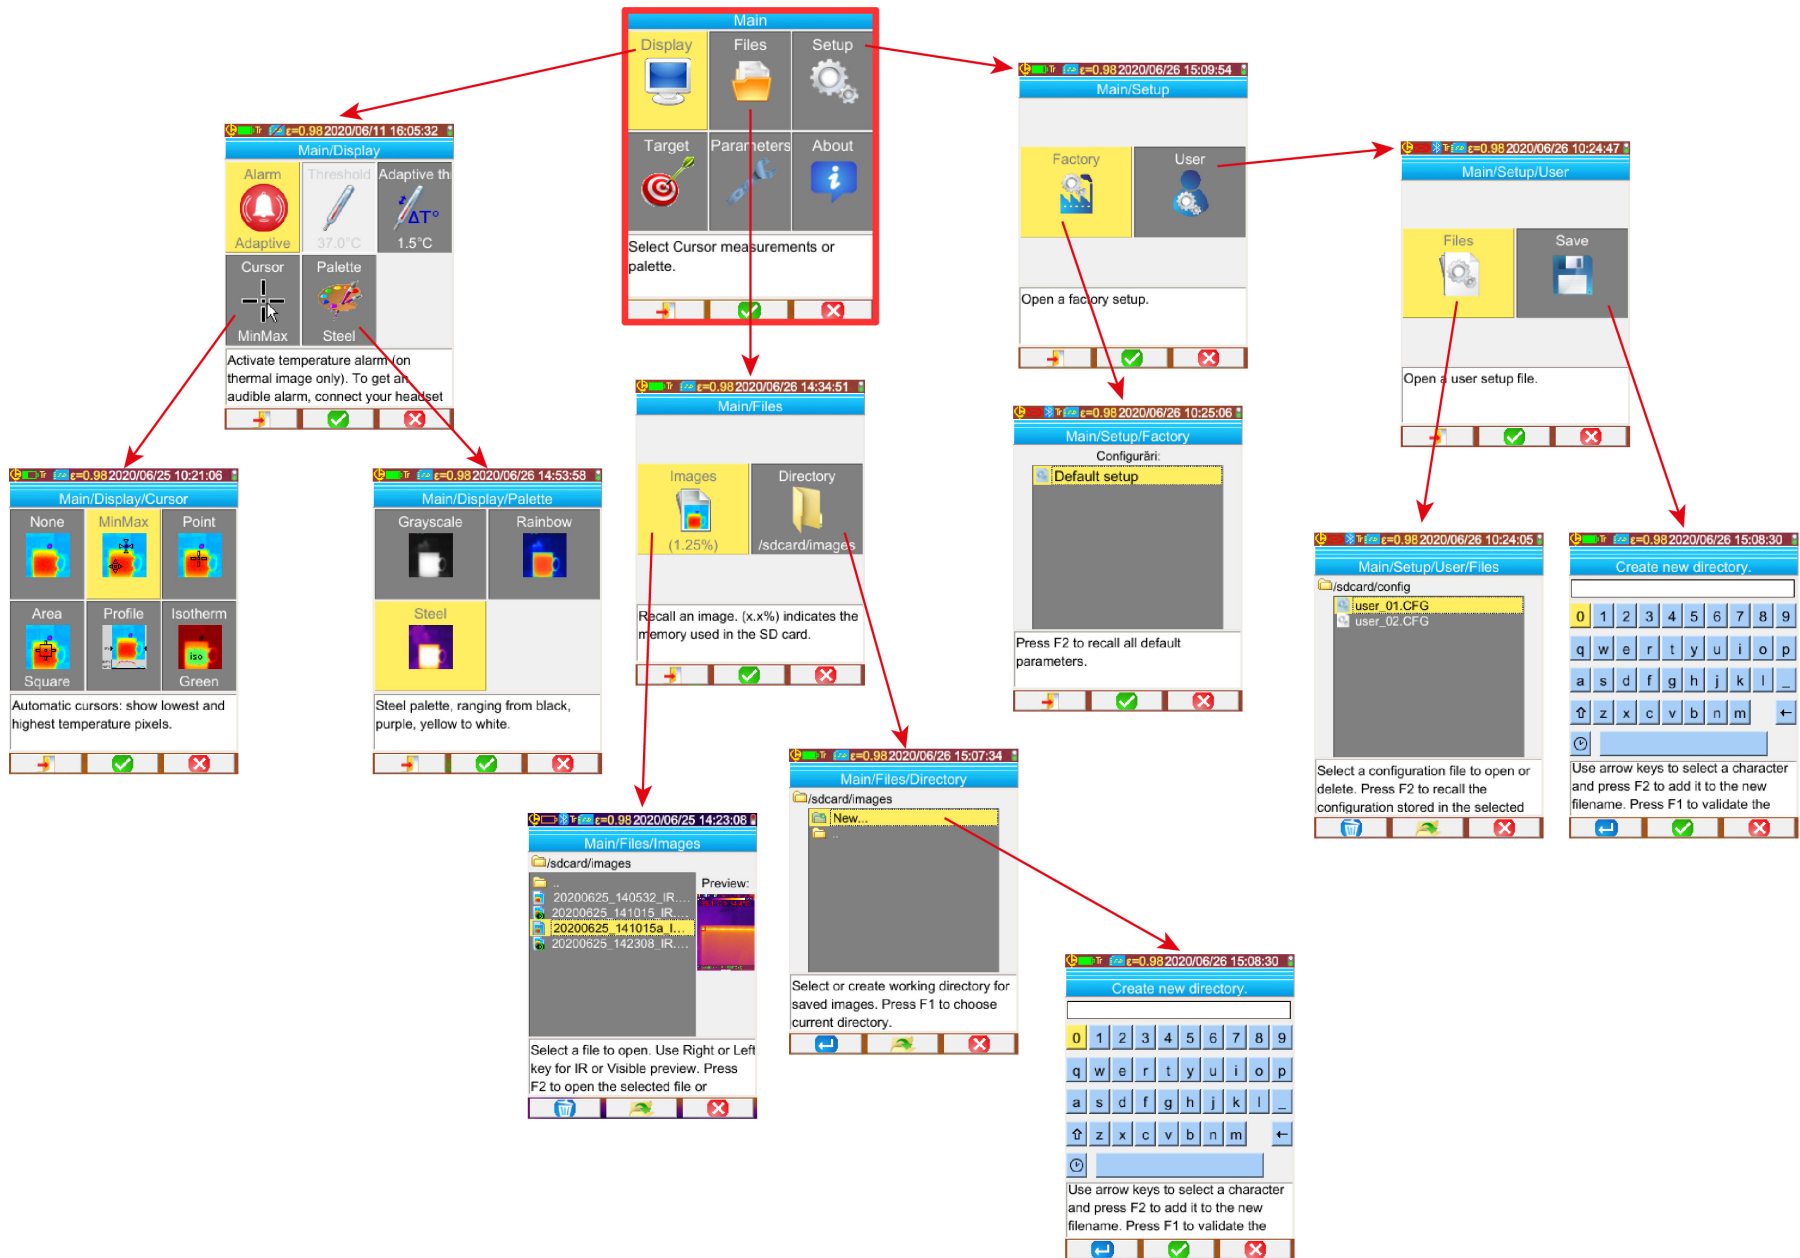 Main
Display Files Setup
Target Parameters About
Select Cursor measurements or
palette.
Tr ε=0.98 2020/06/11 16:05:32
Main/Display
Alarm Threshold Adaptive th
ΔT°
Adaptive 37.0°C 1.5°C
Cursor Palette
MinMax Steel
Activate temperature alarm (on
thermal image only). To get an
audible alarm, connect your headset
Tr ε=0.98 2020/06/25 10:21:06
Main/Display/Cursor
None MinMax Point
Area Profile Isotherm
iso
Square Green
Automatic cursors: show lowest and
highest temperature pixels.
Tr ε=0.98 2020/06/26 14:53:58
Main/Display/Palette
Grayscale Rainbow
Steel
Steel palette, ranging from black,
purple, yellow to white.
Tr ε=0.98 2020/06/26 14:34:51
Main/Files
Images Directory
(1.25%) /sdcard/images
Recall an image. (x.x%) indicates the
memory used in the SD card.
Tr ε=0.98 2020/06/25 14:23:08
Main/Files/Images
/sdcard/images
..
Preview:
20200625_140532_IR....
20200625_141015_IR....
20200625_141015a_I...
20200625_142308_IR....
Select a file to open. Use Right or Left
key for IR or Visible preview. Press
F2 to open the selected file or
Tr ε=0.98 2020/06/26 15:07:34
Main/Files/Directory
/sdcard/images
New...
..
Select or create working directory for
saved images. Press F1 to choose
current directory.
Tr ε=0.98 2020/06/26 15:08:30
Create new directory.
0 1 2 3 4 5 6 7 8 9
q w e r t y u i o p
a s d f g h j k l _
⇧ z x c v b n m ←
Use arrow keys to select a character
and press F2 to add it to the new
filename. Press F1 to validate the
Tr ε=0.98 2020/06/26 15:09:54
Main/Setup
Factory User
Open a factory setup.
Tr ε=0.98 2020/06/26 10:25:06
Main/Setup/Factory
Configurări:
Default setup
Press F2 to recall all default
parameters.
Tr ε=0.98 2020/06/26 10:24:47
Main/Setup/User
Files Save
Open a user setup file.
Tr ε=0.98 2020/06/26 10:24:05
Main/Setup/User/Files
/sdcard/config
user_01.CFG
user_02.CFG
Select a configuration file to open or
delete. Press F2 to recall the
configuration stored in the selected
Tr ε=0.98 2020/06/26 15:08:30
Create new directory.
0 1 2 3 4 5 6 7 8 9
q w e r t y u i o p
a s d f g h j k l _
⇧ z x c v b n m ←
Use arrow keys to select a character
and press F2 to add it to the new
filename. Press F1 to validate the